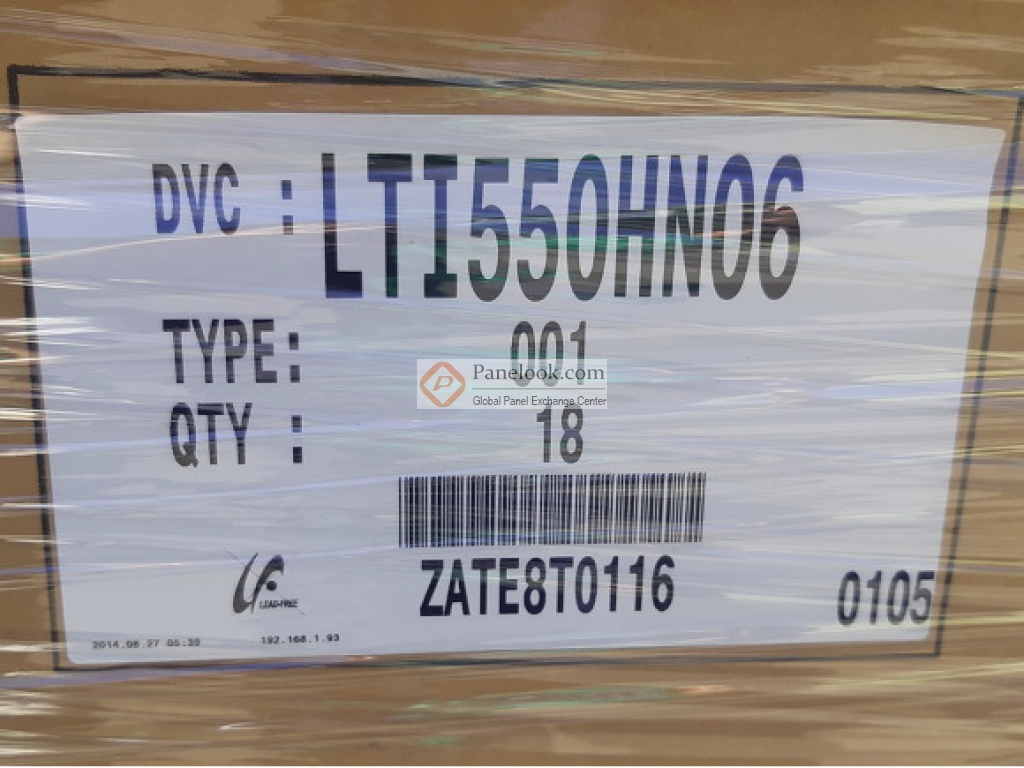 DVC : LTI550HN06
TYPE: 001
Panelook.com
Global Panel Exchange Center
QTY : 18
ZATE8T0116
LEAD-FREE
0105
2014.08.27 05:39 192.168.1.93